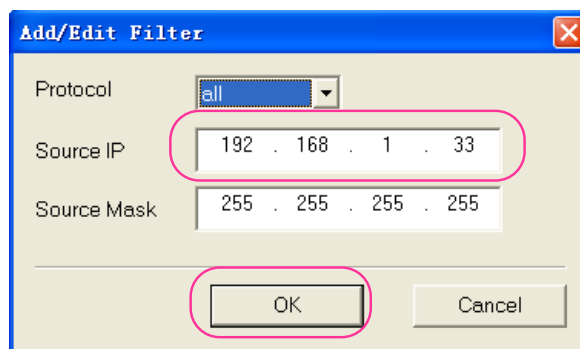 Add/Edit Filter
Protocol all
Source IP 192 . 168 . 1 . 33
Source Mask 255 . 255 . 255 . 255
OK Cancel